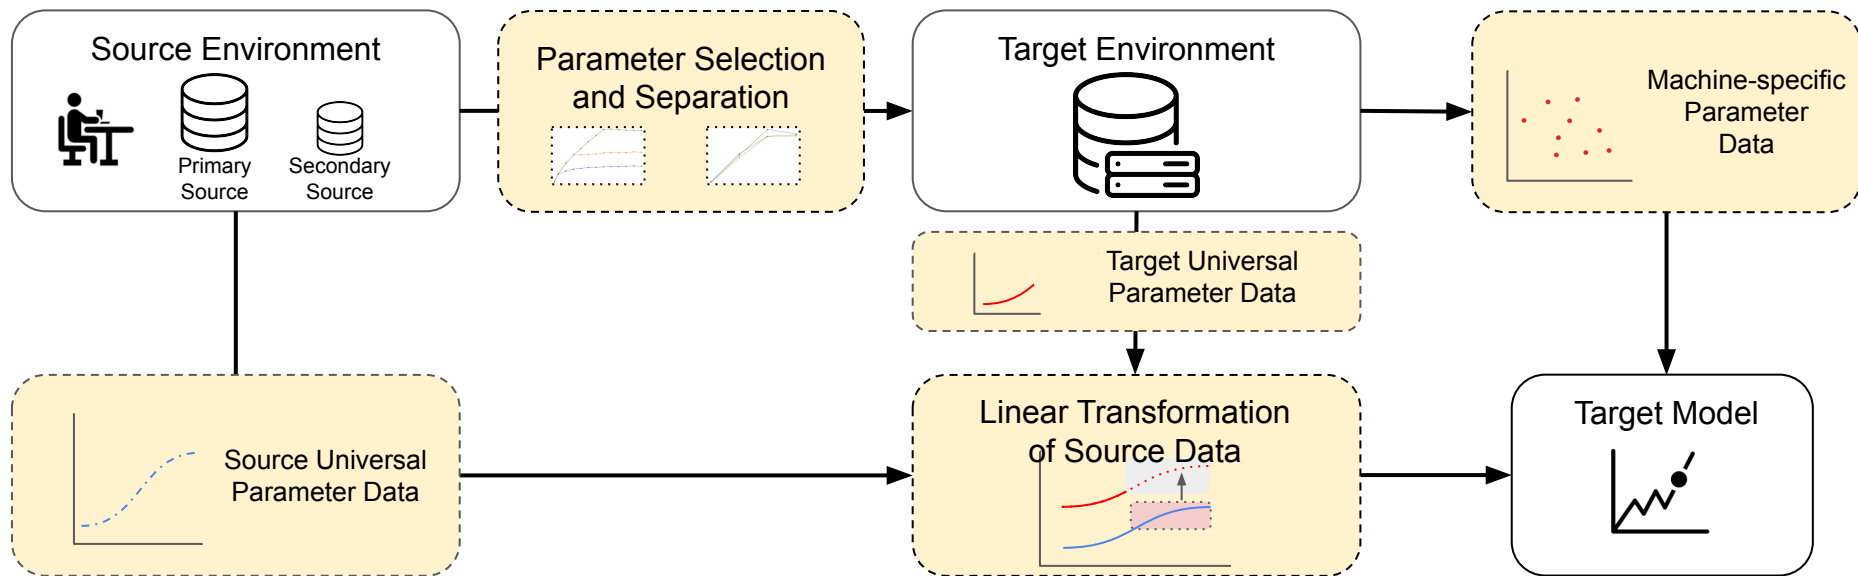 Source Environment
Primary
Source
Secondary
Source
Parameter Selection
and Separation
Target Environment
Machine-specific
Parameter
Data
Target Universal
Parameter Data
Source Universal
Parameter Data
Linear Transformation
of Source Data
Target Model